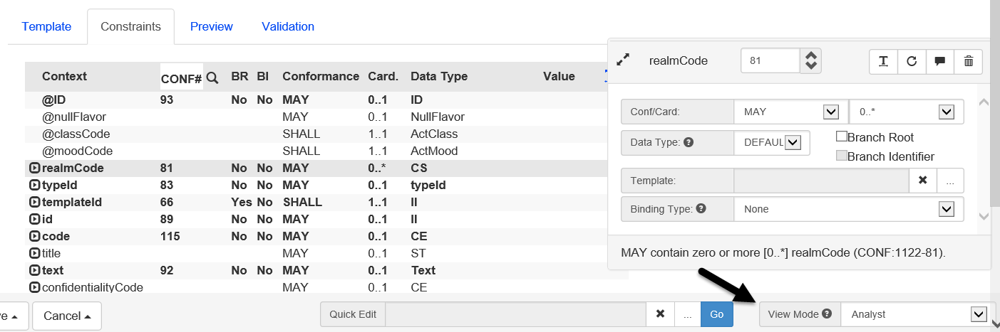 Template Constraints Preview Validation
Context CONF# BR BI Conformance Card. Data Type Value
@ID 93 No No MAY 0..1 ID
@nullFlavor MAY 0..1 NullFlavor
@classCode SHALL 1..1 ActClass
@moodCode SHALL 1..1 ActMood
realmCode 81 No No MAY 0..* CS
typeId 83 No No MAY 0..1 typeId
templateId 66 Yes No SHALL 1..1 II
id 89 No No MAY 0..1 II
code 115 No No MAY 0..1 CE
title MAY 0..1 ST
text 92 No No MAY 0..1 Text
confidentialityCode MAY 0..1 CE
realmCode 81
Conf/Card: MAY 0..*
Data Type: DEFAUL Branch Root
Branch Identifier
Template: ...
Binding Type: None
MAY contain zero or more [0..*] realmCode (CONF:1122-81).
e Cancel Quick Edit ... Go View Mode Analyst